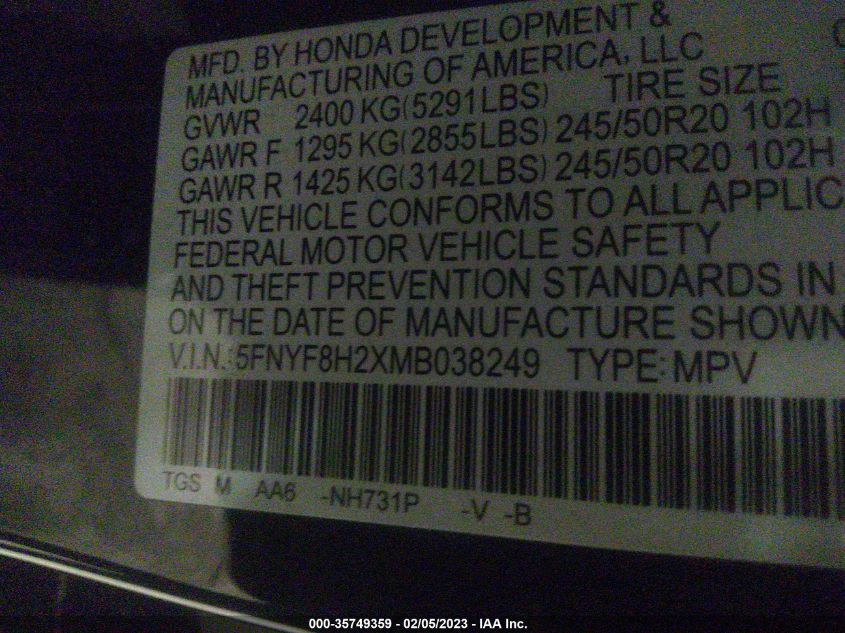 MFD. BY HONDA DEVELOPMENT &
MANUFACTURING OF AMERICA, LLC
GVWR 2400 KG(5291LBS) TIRE SIZE
GAWR F 1295 KG(2855LBS) 245/50R20 102H
GAWR R 1425 KG(3142LBS) 245/50R20 102H
THIS VEHICLE CONFORMS TO ALL APPLIC
FEDERAL MOTOR VEHICLE SAFETY
AND THEFT PREVENTION STANDARDS IN
ON THE DATE OF MANUFACTURE SHOWN
V.I.N.: 5FNYF8H2XMB038249 TYPE: MPV
TGS M AA6 -NH731P -V -B
000-35749359 - 02/05/2023 - IAA Inc.